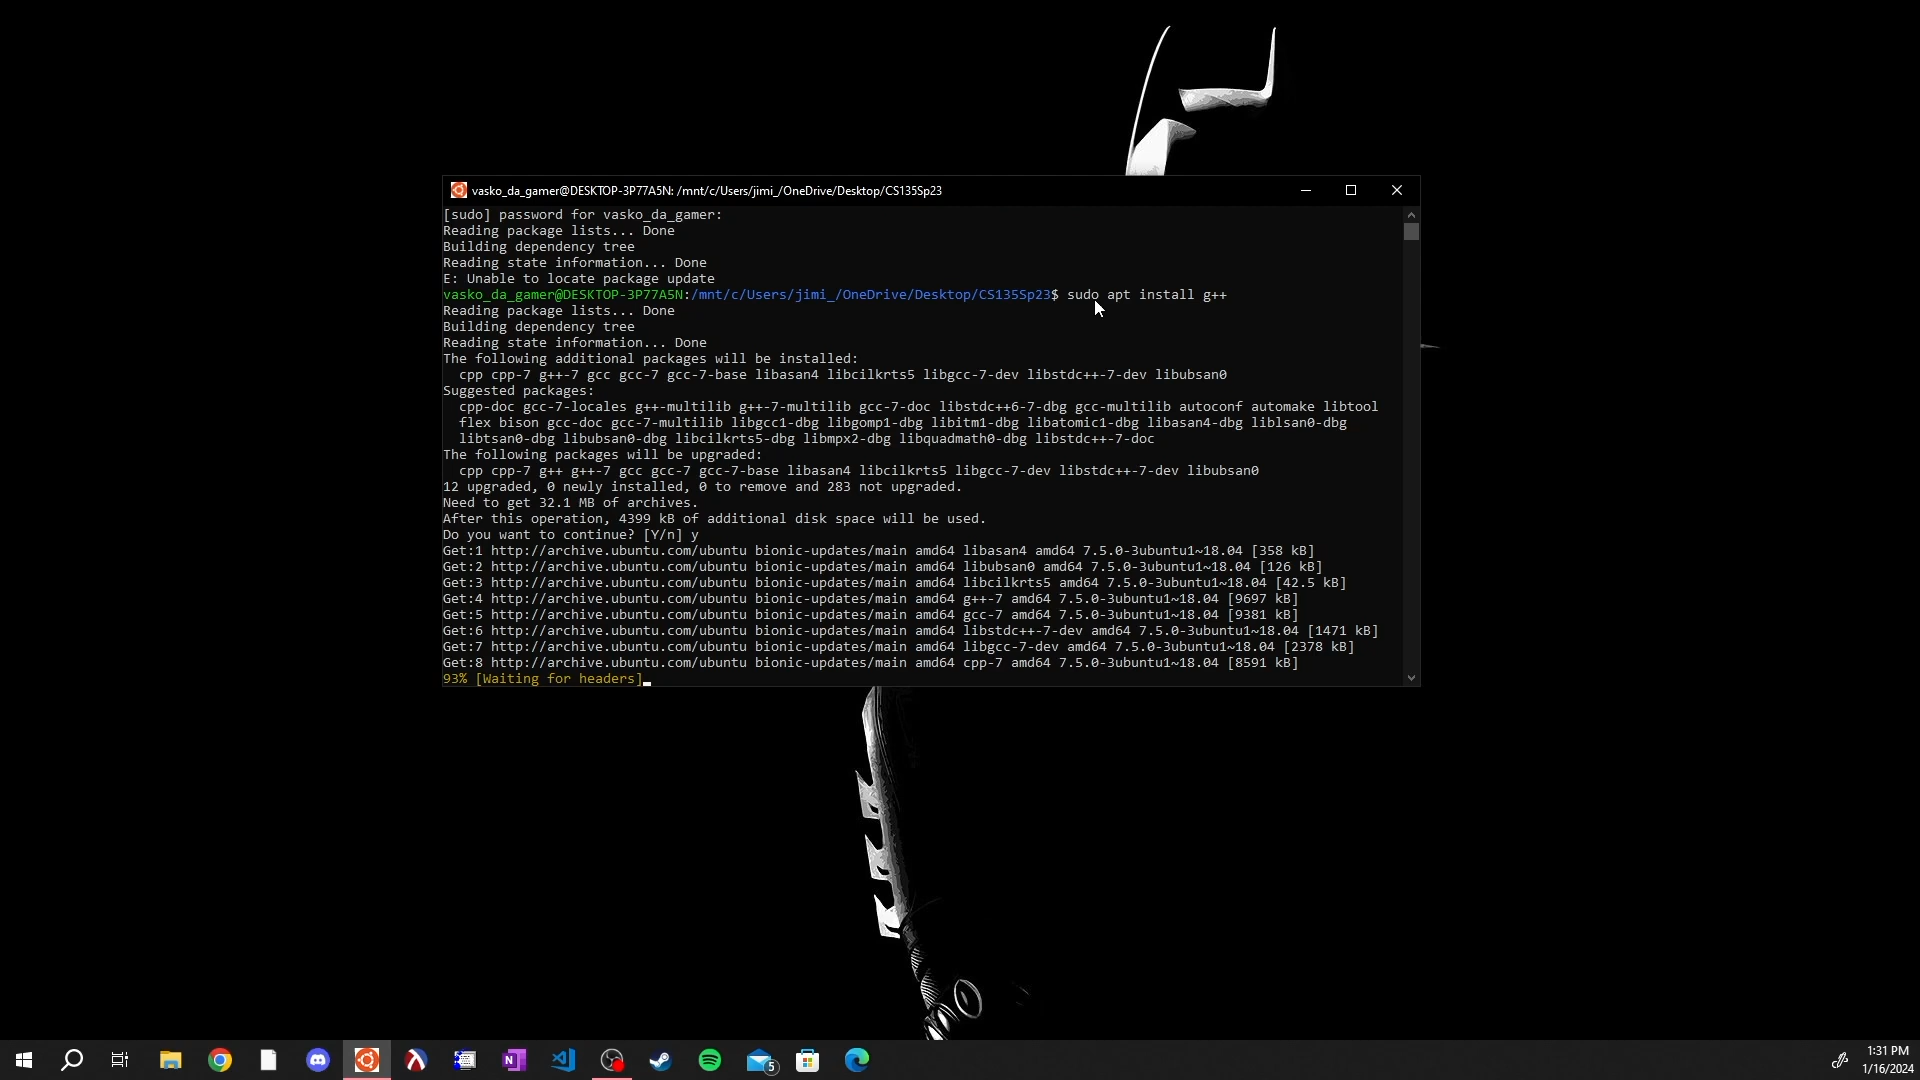 vasko_da_gamer@DESKTOP-3P77A5N: /mnt/c/Users/jimi_/OneDrive/Desktop/CS135Sp23
[sudo] password for vasko_da_gamer:
Reading package lists... Done
Building dependency tree
Reading state information... Done
E: Unable to locate package update
vasko_da_gamer@DESKTOP-3P77A5N:/mnt/c/Users/jimi_/OneDrive/Desktop/CS135Sp23$ sudo apt install g++
Reading package lists... Done
Building dependency tree
Reading state information... Done
The following additional packages will be installed:
  cpp cpp-7 g++-7 gcc gcc-7 gcc-7-base libasan4 libcilkrts5 libgcc-7-dev libstdc++-7-dev libubsan0
Suggested packages:
  cpp-doc gcc-7-locales g++-multilib g++-7-multilib gcc-7-doc libstdc++6-7-dbg gcc-multilib autoconf automake libtool
  flex bison gcc-doc gcc-7-multilib libgcc1-dbg libgomp1-dbg libitm1-dbg libatomic1-dbg libasan4-dbg liblsan0-dbg
  libtsan0-dbg libubsan0-dbg libcilkrts5-dbg libmpx2-dbg libquadmath0-dbg libstdc++-7-doc
The following packages will be upgraded:
  cpp cpp-7 g++ g++-7 gcc gcc-7 gcc-7-base libasan4 libcilkrts5 libgcc-7-dev libstdc++-7-dev libubsan0
12 upgraded, 0 newly installed, 0 to remove and 283 not upgraded.
Need to get 32.1 MB of archives.
After this operation, 4399 kB of additional disk space will be used.
Do you want to continue? [Y/n] y
Get:1 http://archive.ubuntu.com/ubuntu bionic-updates/main amd64 libasan4 amd64 7.5.0-3ubuntu1~18.04 [358 kB]
Get:2 http://archive.ubuntu.com/ubuntu bionic-updates/main amd64 libubsan0 amd64 7.5.0-3ubuntu1~18.04 [126 kB]
Get:3 http://archive.ubuntu.com/ubuntu bionic-updates/main amd64 libcilkrts5 amd64 7.5.0-3ubuntu1~18.04 [42.5 kB]
Get:4 http://archive.ubuntu.com/ubuntu bionic-updates/main amd64 g++-7 amd64 7.5.0-3ubuntu1~18.04 [9697 kB]
Get:5 http://archive.ubuntu.com/ubuntu bionic-updates/main amd64 gcc-7 amd64 7.5.0-3ubuntu1~18.04 [9381 kB]
Get:6 http://archive.ubuntu.com/ubuntu bionic-updates/main amd64 libstdc++-7-dev amd64 7.5.0-3ubuntu1~18.04 [1471 kB]
Get:7 http://archive.ubuntu.com/ubuntu bionic-updates/main amd64 libgcc-7-dev amd64 7.5.0-3ubuntu1~18.04 [2378 kB]
Get:8 http://archive.ubuntu.com/ubuntu bionic-updates/main amd64 cpp-7 amd64 7.5.0-3ubuntu1~18.04 [8591 kB]
93% [Waiting for headers]
N
5
1:31 PM
1/16/2024